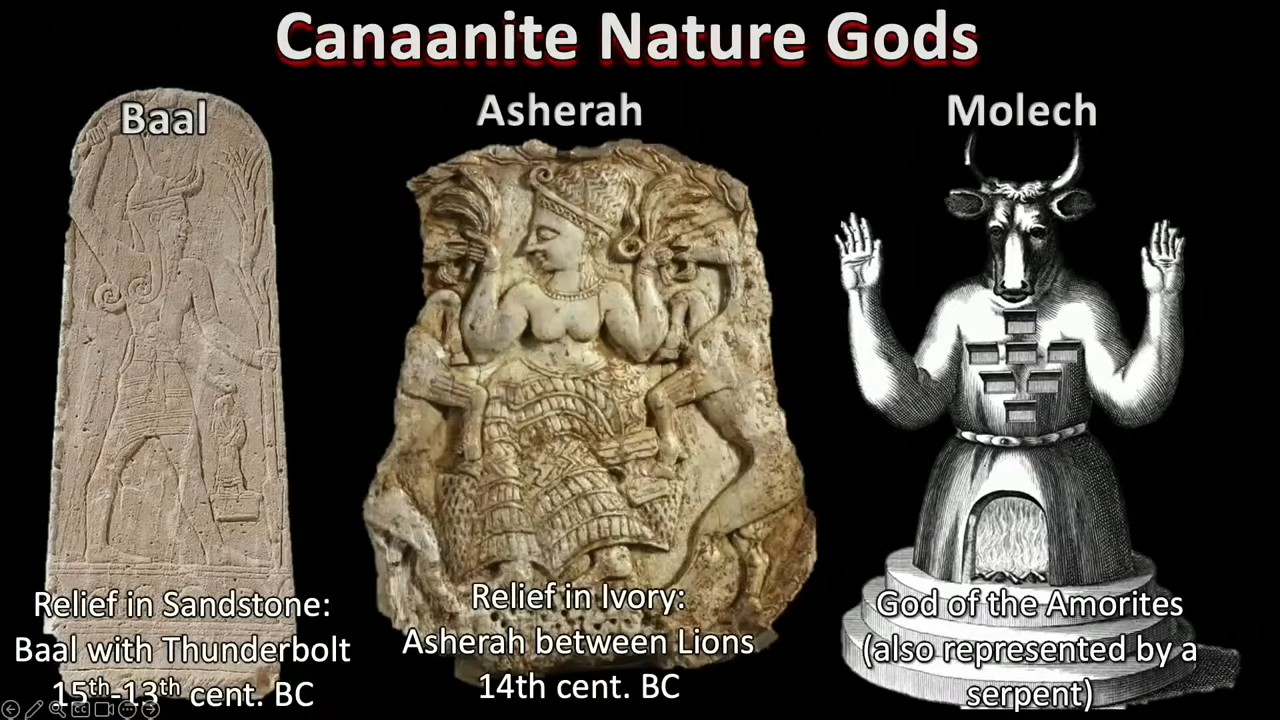 Canaanite Nature Gods
Baal
Relief in Sandstone:
Baal with Thunderbolt
15th-13th cent. BC
Asherah
Relief in Ivory:
Asherah between Lions
14th cent. BC
Molech
God of the Amorites
(also represented by a
serpent)